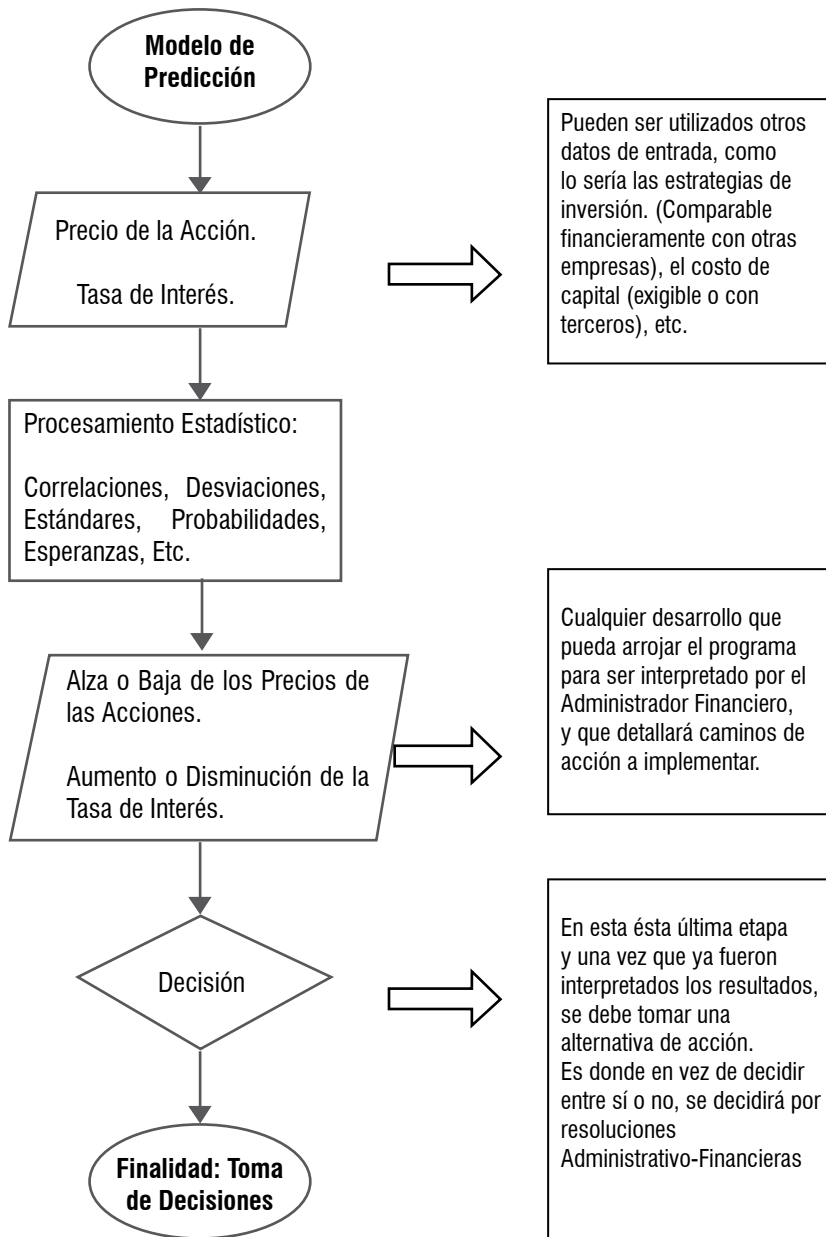 Modelo de
Predicción
Precio de la Acción.
Tasa de Interés.
Pueden ser utilizados otros
datos de entrada, como
lo sería las estrategias de
inversión. (Comparable
financieramente con otras
empresas), el costo de
capital (exigible o con
terceros), etc.
Procesamiento Estadístico:
Correlaciones, Desviaciones,
Estándares, Probabilidades,
Esperanzas, Etc.
Alza o Baja de los Precios de
las Acciones.
Aumento o Disminución de la
Tasa de Interés.
Cualquier desarrollo que
pueda arrojar el programa
para ser interpretado por el
Administrador Financiero,
y que detallará caminos de
acción a implementar.
Decisión
En esta ésta última etapa
y una vez que ya fueron
interpretados los resultados,
se debe tomar una
alternativa de acción.
Es donde en vez de decidir
entre sí o no, se decidirá por
resoluciones
Administrativo-Financieras
Finalidad: Toma
de Decisiones